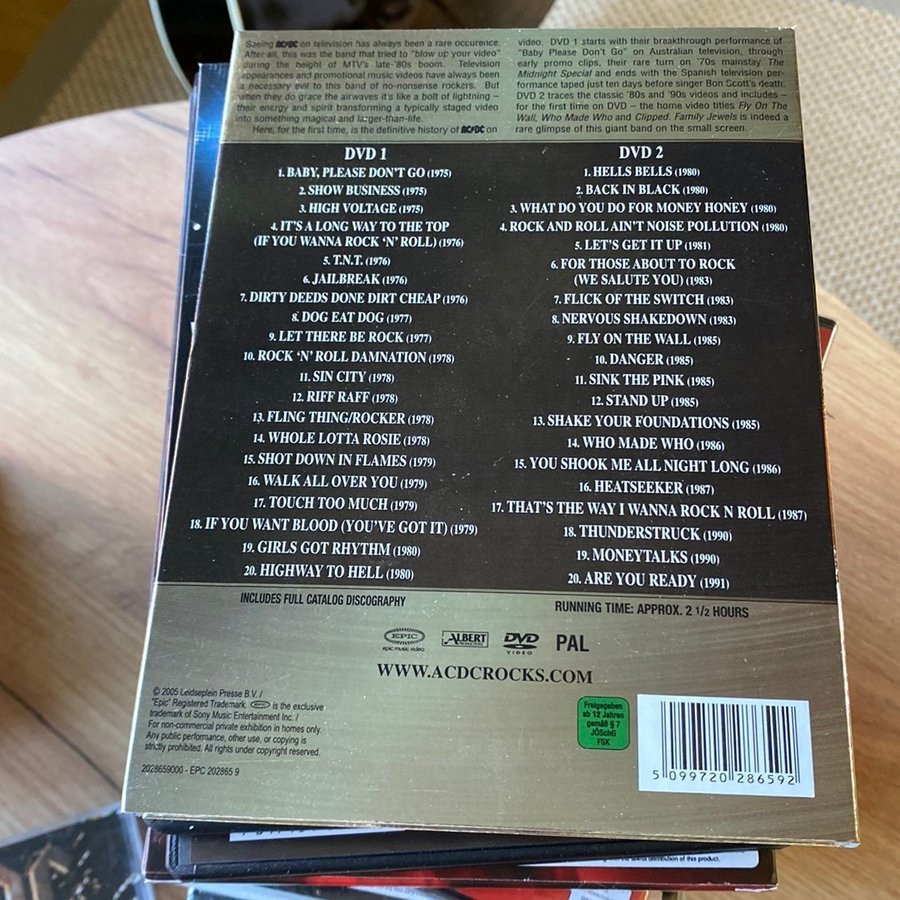 Seeing AC/DC on television has always been a rare occurence.
After all, this was the band that tried to "blow up your video"
during the height of MTV's late-'80s boom. Television
appearances and promotional music videos have always been
a necessary evil to this band of no-nonsense rockers. But
when they do grace the airwaves it's like a bolt of lightning –
their energy and spirit transforming a typically staged video
into something magical and larger-than-life.
Here, for the first time, is the definitive history of AC/DC on
video. DVD 1 starts with their breakthrough performance of
"Baby Please Don't Go" on Australian television, through
early promo clips, their rare turn on '70s mainstay The
Midnight Special and ends with the Spanish television per-
formance taped just ten days before singer Bon Scott's death.
DVD 2 traces the classic '80s and '90s videos and includes –
for the first time on DVD – the home video titles Fly On The
Wall, Who Made Who and Clipped. Family Jewels is indeed a
rare glimpse of this giant band on the small screen.
DVD 1
1. BABY, PLEASE DON'T GO (1975)
2. SHOW BUSINESS (1975)
3. HIGH VOLTAGE (1975)
4. IT'S A LONG WAY TO THE TOP
(IF YOU WANNA ROCK 'N' ROLL) (1976)
5. T.N.T. (1976)
6. JAILBREAK (1976)
7. DIRTY DEEDS DONE DIRT CHEAP (1976)
8. DOG EAT DOG (1977)
9. LET THERE BE ROCK (1977)
10. ROCK 'N' ROLL DAMNATION (1978)
11. SIN CITY (1978)
12. RIFF RAFF (1978)
13. FLING THING/ROCKER (1978)
14. WHOLE LOTTA ROSIE (1978)
15. SHOT DOWN IN FLAMES (1979)
16. WALK ALL OVER YOU (1979)
17. TOUCH TOO MUCH (1979)
18. IF YOU WANT BLOOD (YOU'VE GOT IT) (1979)
19. GIRLS GOT RHYTHM (1980)
20. HIGHWAY TO HELL (1980)
DVD 2
1. HELLS BELLS (1980)
2. BACK IN BLACK (1980)
3. WHAT DO YOU DO FOR MONEY HONEY (1980)
4. ROCK AND ROLL AIN'T NOISE POLLUTION (1980)
5. LET'S GET IT UP (1981)
6. FOR THOSE ABOUT TO ROCK
(WE SALUTE YOU) (1983)
7. FLICK OF THE SWITCH (1983)
8. NERVOUS SHAKEDOWN (1983)
9. FLY ON THE WALL (1985)
10. DANGER (1985)
11. SINK THE PINK (1985)
12. STAND UP (1985)
13. SHAKE YOUR FOUNDATIONS (1985)
14. WHO MADE WHO (1986)
15. YOU SHOOK ME ALL NIGHT LONG (1986)
16. HEATSEEKER (1987)
17. THAT'S THE WAY I WANNA ROCK N ROLL (1987)
18. THUNDERSTRUCK (1990)
19. MONEYTALKS (1990)
20. ARE YOU READY (1991)
INCLUDES FULL CATALOG DISCOGRAPHY
RUNNING TIME: APPROX. 2 1/2 HOURS
EPIC
epic music video
ALBERT
PRODUCTIONS
DVD
VIDEO
PAL
WWW.ACDCROCKS.COM
© 2005 Leidseplein Presse B.V. /
"Epic" Registered Trademark. EPIC is the exclusive
trademark of Sony Music Entertainment Inc. /
For non-commercial private exhibition in homes only.
Any public performance, other use, or copying is
strictly prohibited. All rights under copyright reserved.
2028659000 - EPC 202865 9
Freigegeben
ab 12 Jahren
gemäß § 7
JÖSchG
FSK
5 099720 286592
distribution of this product.